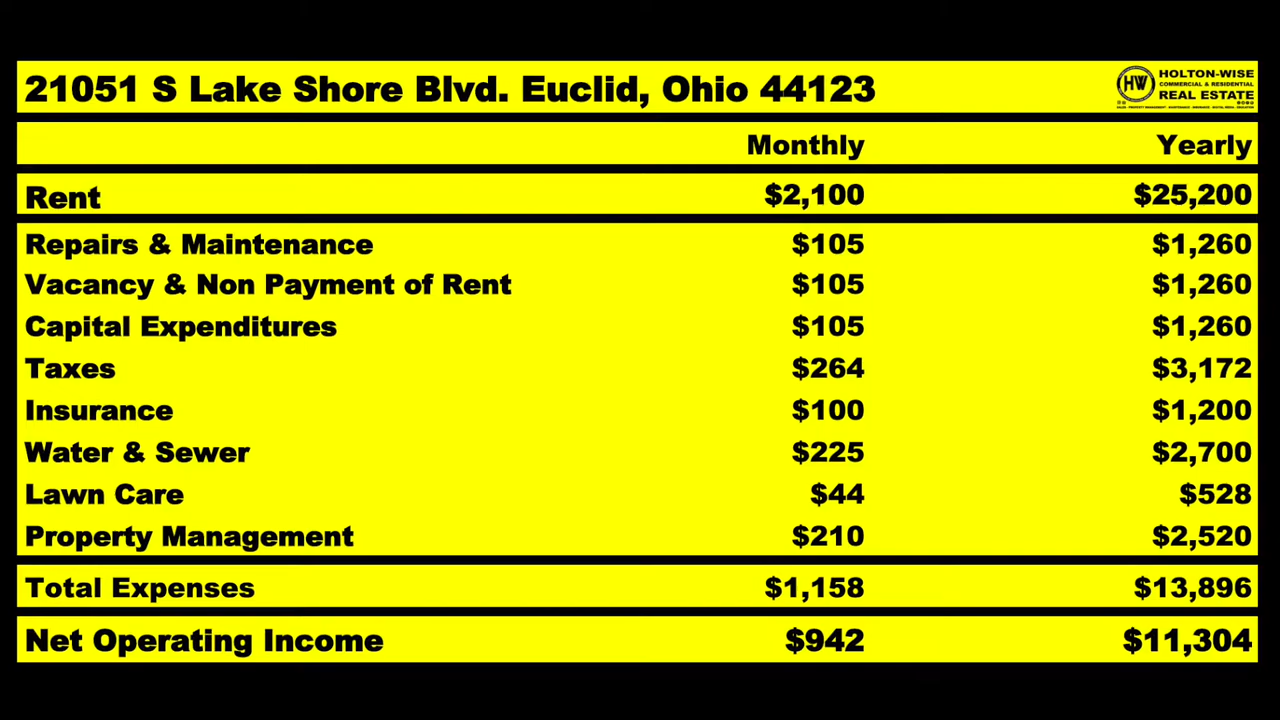 21051 S Lake Shore Blvd. Euclid, Ohio 44123
HW
HOLTON-WISE
COMMERCIAL & RESIDENTIAL
REAL ESTATE
Monthly Yearly
Rent $2,100 $25,200
Repairs & Maintenance $105 $1,260
Vacancy & Non Payment of Rent $105 $1,260
Capital Expenditures $105 $1,260
Taxes $264 $3,172
Insurance $100 $1,200
Water & Sewer $225 $2,700
Lawn Care $44 $528
Property Management $210 $2,520
Total Expenses $1,158 $13,896
Net Operating Income $942 $11,304